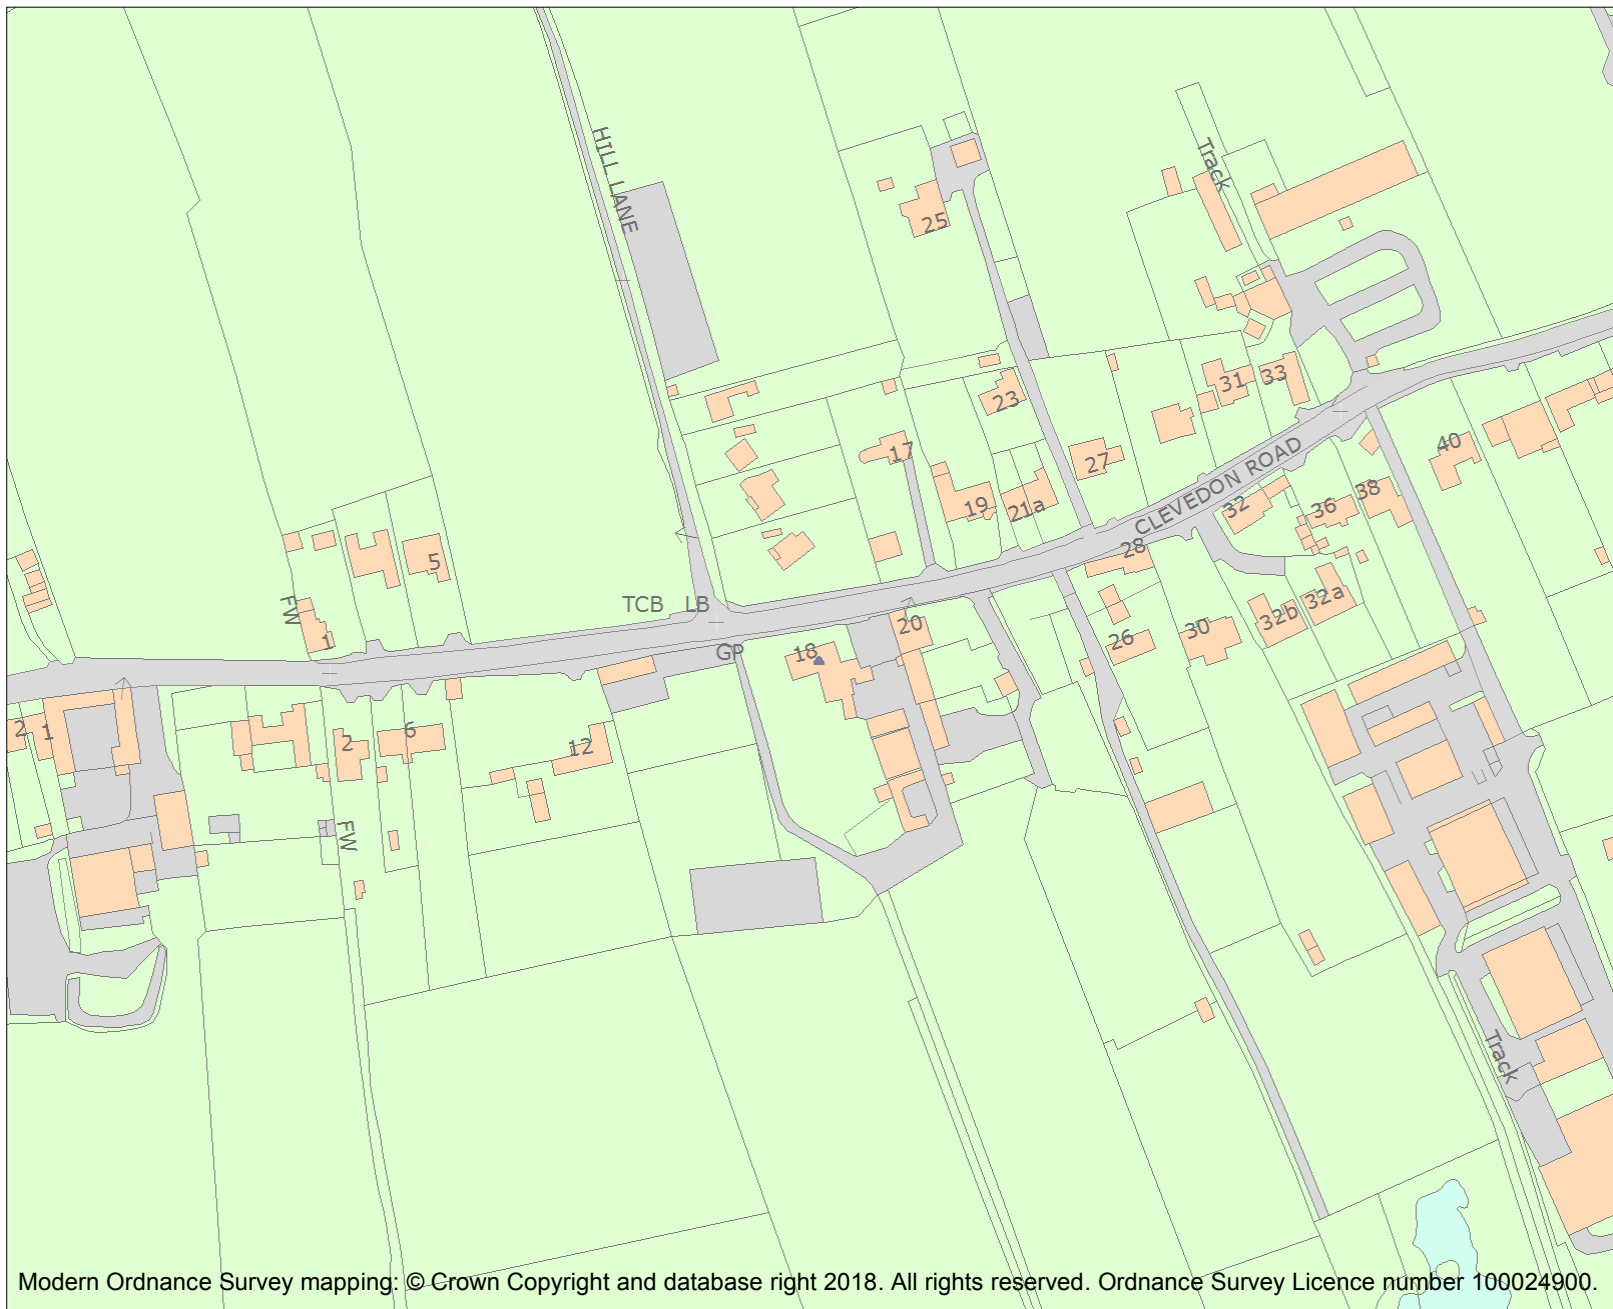 HILL LANE
Track
25
31
33
23
17
27
40
19
21a
CLEVEDON ROAD
32
36
38
28
5
FW
1
TCB
LB
20
32b
32a
GP
18
26
30
2
1
2
6
12
FW
Track
Modern Ordnance Survey mapping: © Crown Copyright and database right 2018. All rights reserved. Ordnance Survey Licence number 100024900.